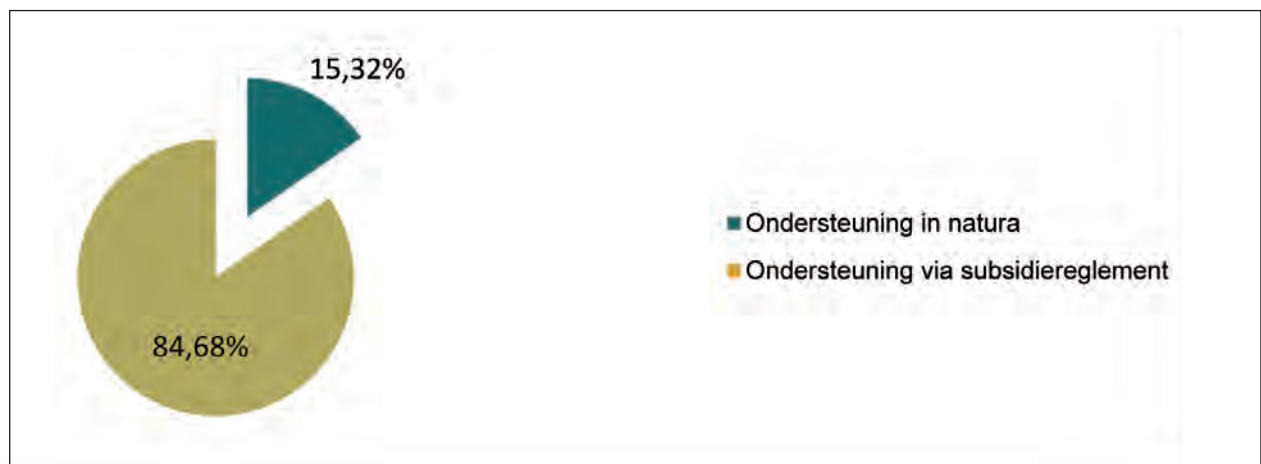 15,32%
84,68%
Ondersteuning in natura
Ondersteuning via subsidiereglement